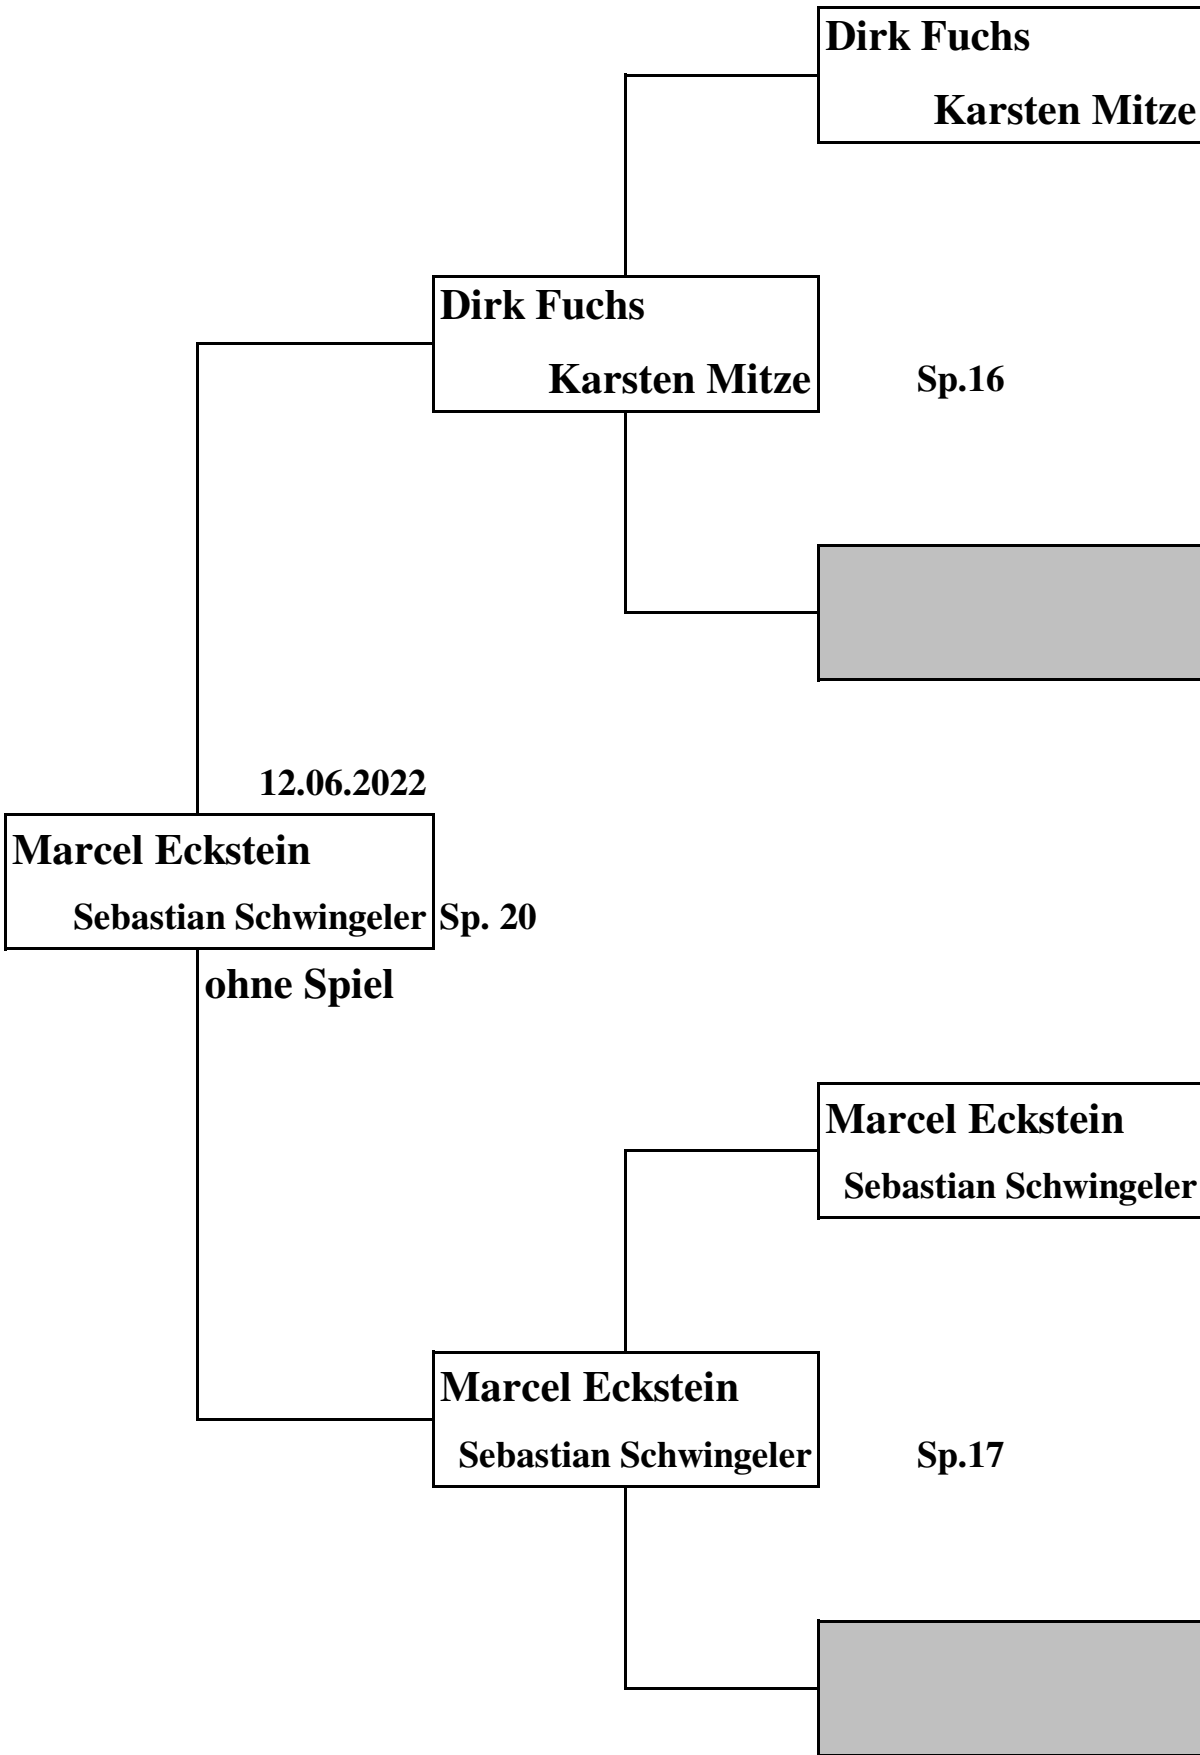 Dirk Fuchs
Karsten Mitze
Dirk Fuchs
Karsten Mitze
Sp.16
12.06.2022
Marcel Eckstein
Sebastian Schwingeler
Sp. 20
ohne Spiel
Marcel Eckstein
Sebastian Schwingeler
Marcel Eckstein
Sebastian Schwingeler
Sp.17